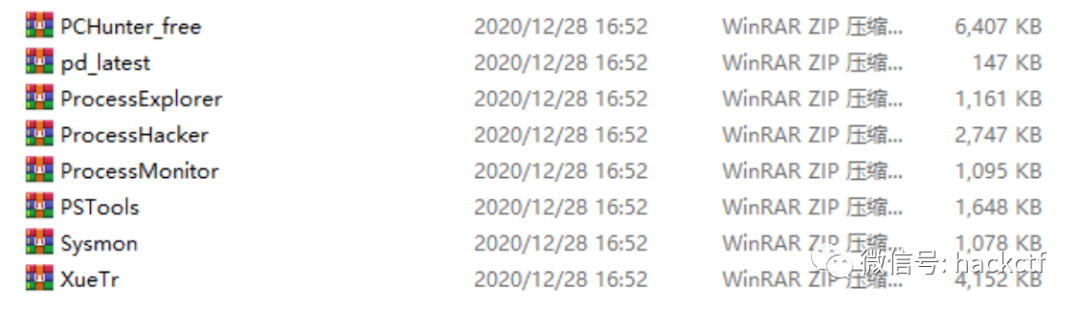 PCHunter_free 2020/12/28 16:52 WinRAR ZIP 压缩... 6,407 KB
pd_latest 2020/12/28 16:52 WinRAR ZIP 压缩... 147 KB
ProcessExplorer 2020/12/28 16:52 WinRAR ZIP 压缩... 1,161 KB
ProcessHacker 2020/12/28 16:52 WinRAR ZIP 压缩... 2,747 KB
ProcessMonitor 2020/12/28 16:52 WinRAR ZIP 压缩... 1,095 KB
PSTools 2020/12/28 16:52 WinRAR ZIP 压缩... 1,648 KB
Sysmon 2020/12/28 16:52 WinRAR ZIP 压缩... 1,078 KB
微信号: hackctf
XueTr 2020/12/28 16:52 WinRAR ZIP 压缩... 4,152 KB